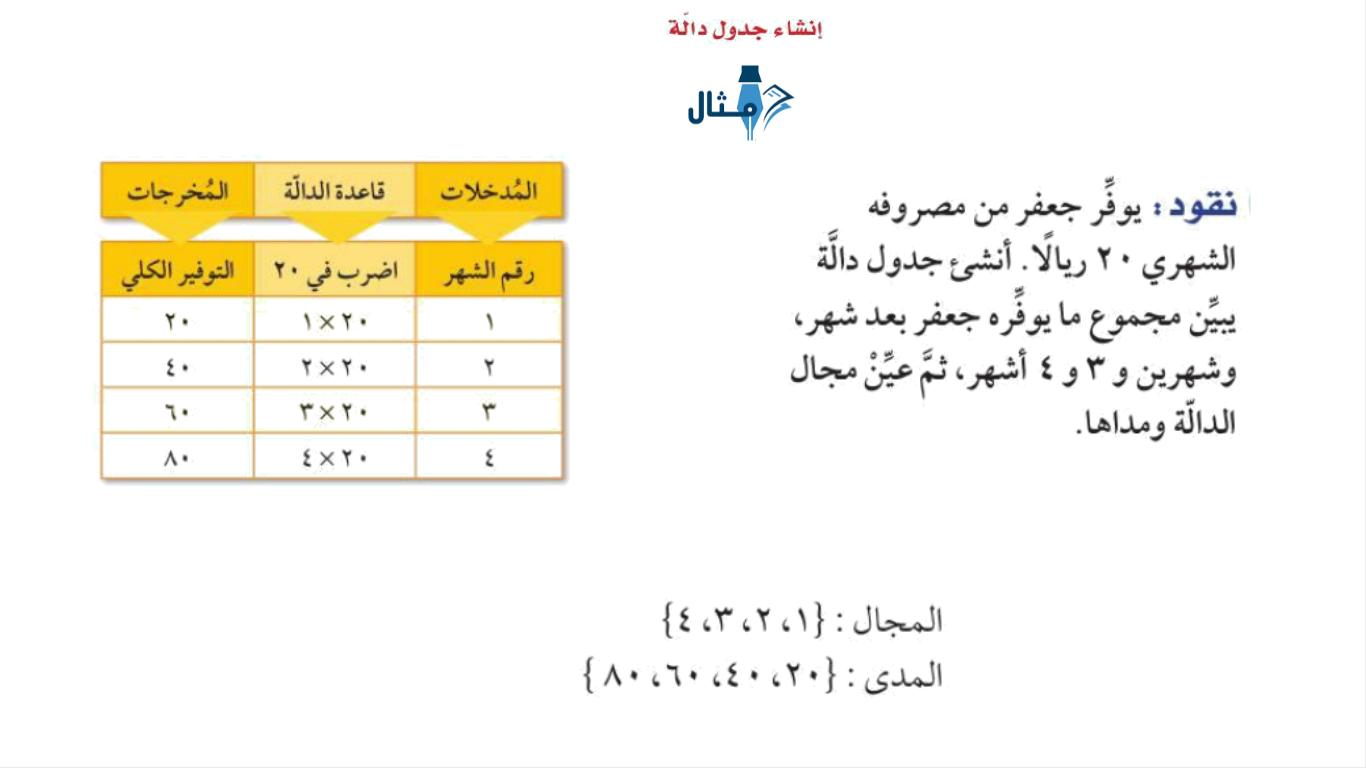 إنشاء جدول دالّة
مثال
نقود: يوفِّر جعفر من مصروفه
الشهري ٢٠ ريالًا. أنشئ جدول دالَّة
يبيِّن مجموع ما يوفِّره جعفر بعد شهر،
وشهرين و ٣ و ٤ أشهر، ثمَّ عيِّنْ مجال
الدالّة ومداها.
المُدخلات قاعدة الدالّة المُخرجات
رقم الشهر اضرب في ٢٠ التوفير الكلي
١ ٢٠ × ١ ٢٠
٢ ٢٠ × ٢ ٤٠
٣ ٢٠ × ٣ ٦٠
٤ ٢٠ × ٤ ٨٠
المجال : {١، ٢، ٣، ٤}
المدى : {٢٠، ٤٠، ٦٠، ٨٠ }